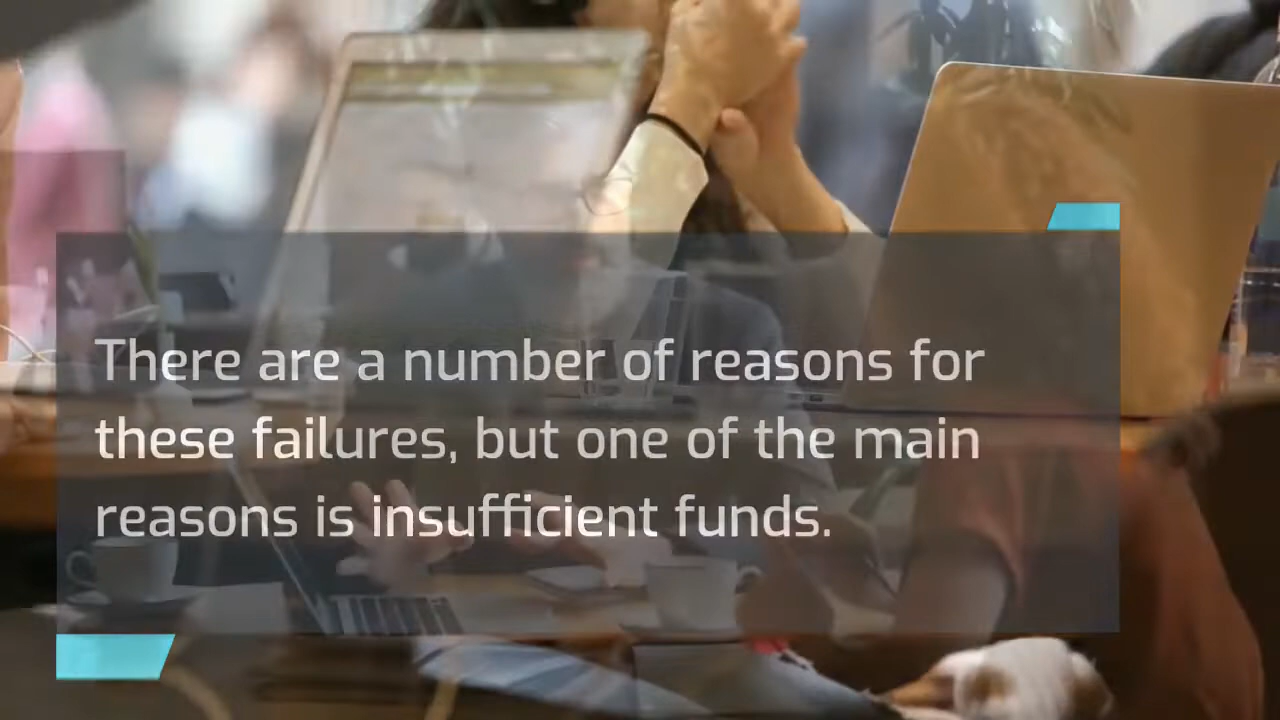 There are a number of reasons for
these failures, but one of the main
reasons is insufficient funds.